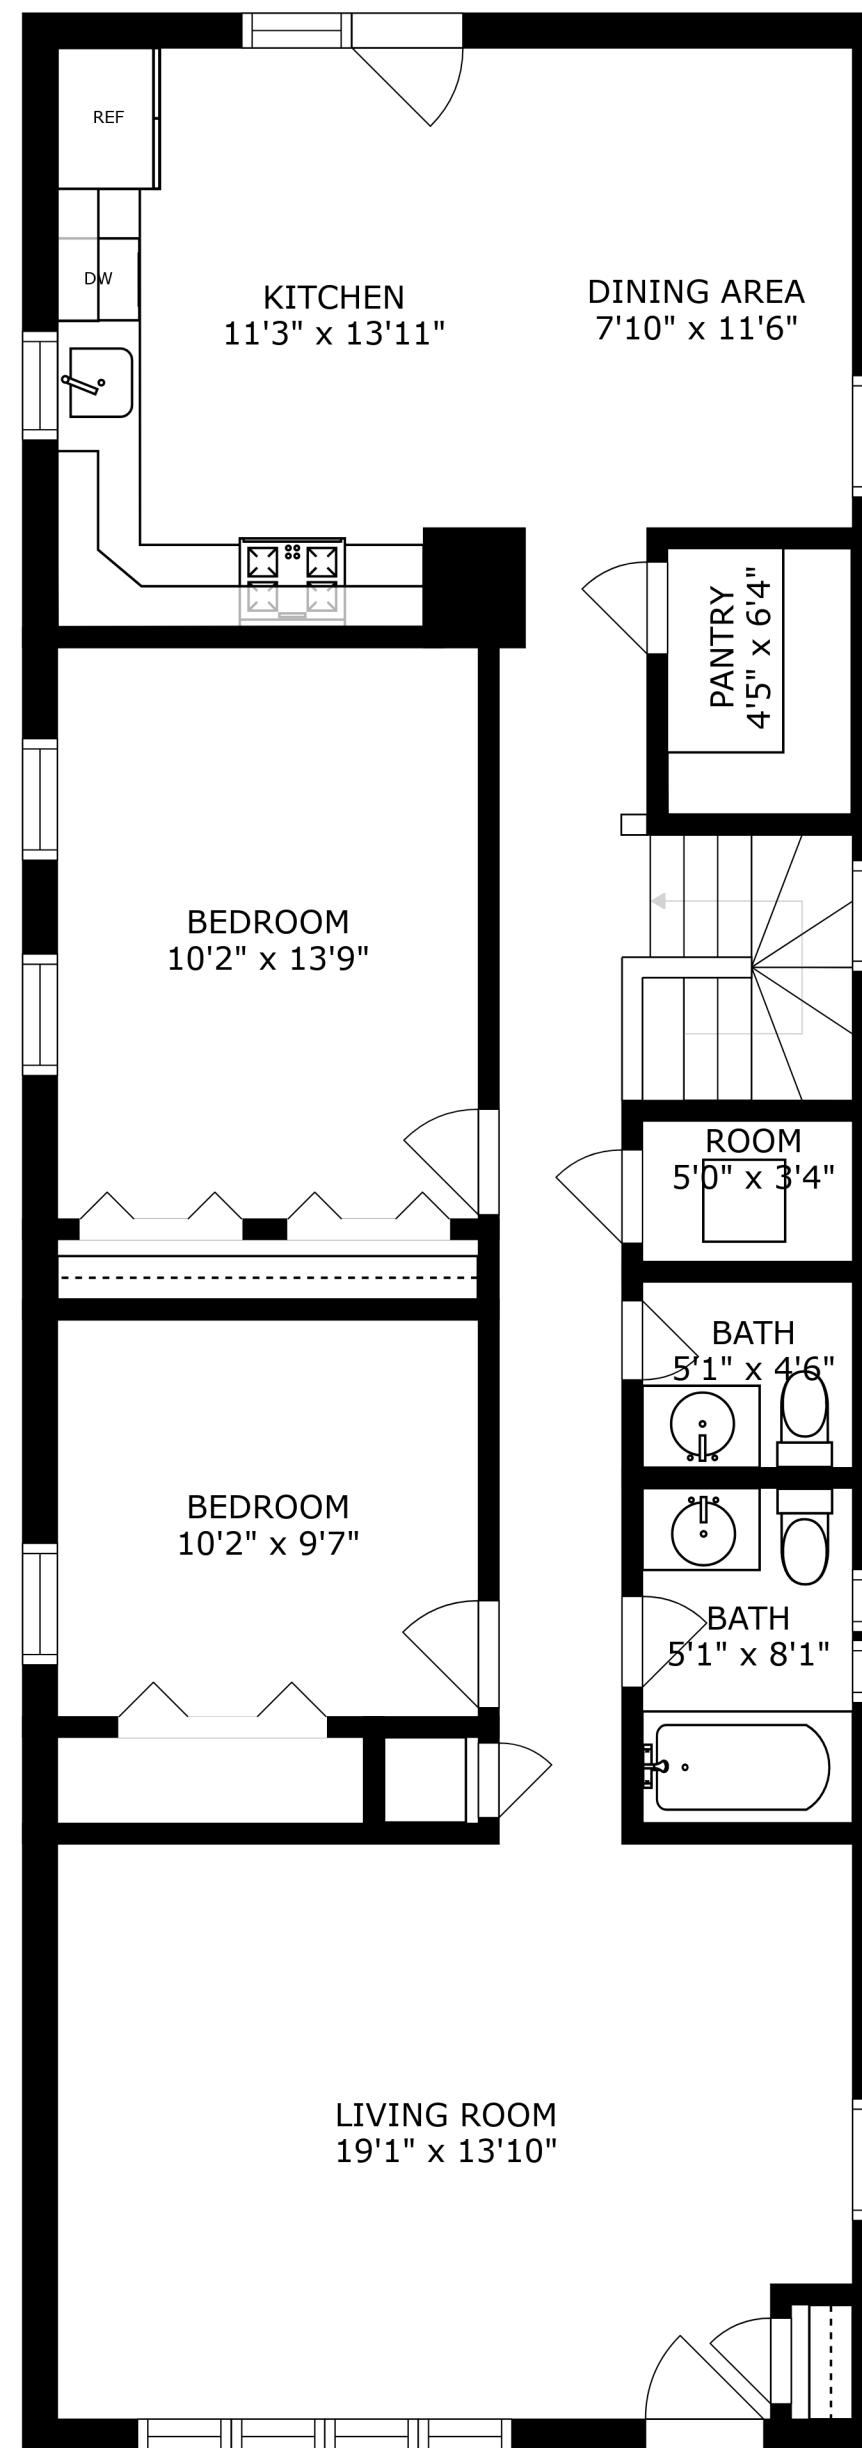 REF
DW
KITCHEN
11'3" x 13'11"
DINING AREA
7'10" x 11'6"
PANTRY
4'5" x 6'4"
BEDROOM
10'2" x 13'9"
ROOM
5'0" x 3'4"
BATH
5'1" x 4'6"
BEDROOM
10'2" x 9'7"
BATH
5'1" x 8'1"
LIVING ROOM
19'1" x 13'10"